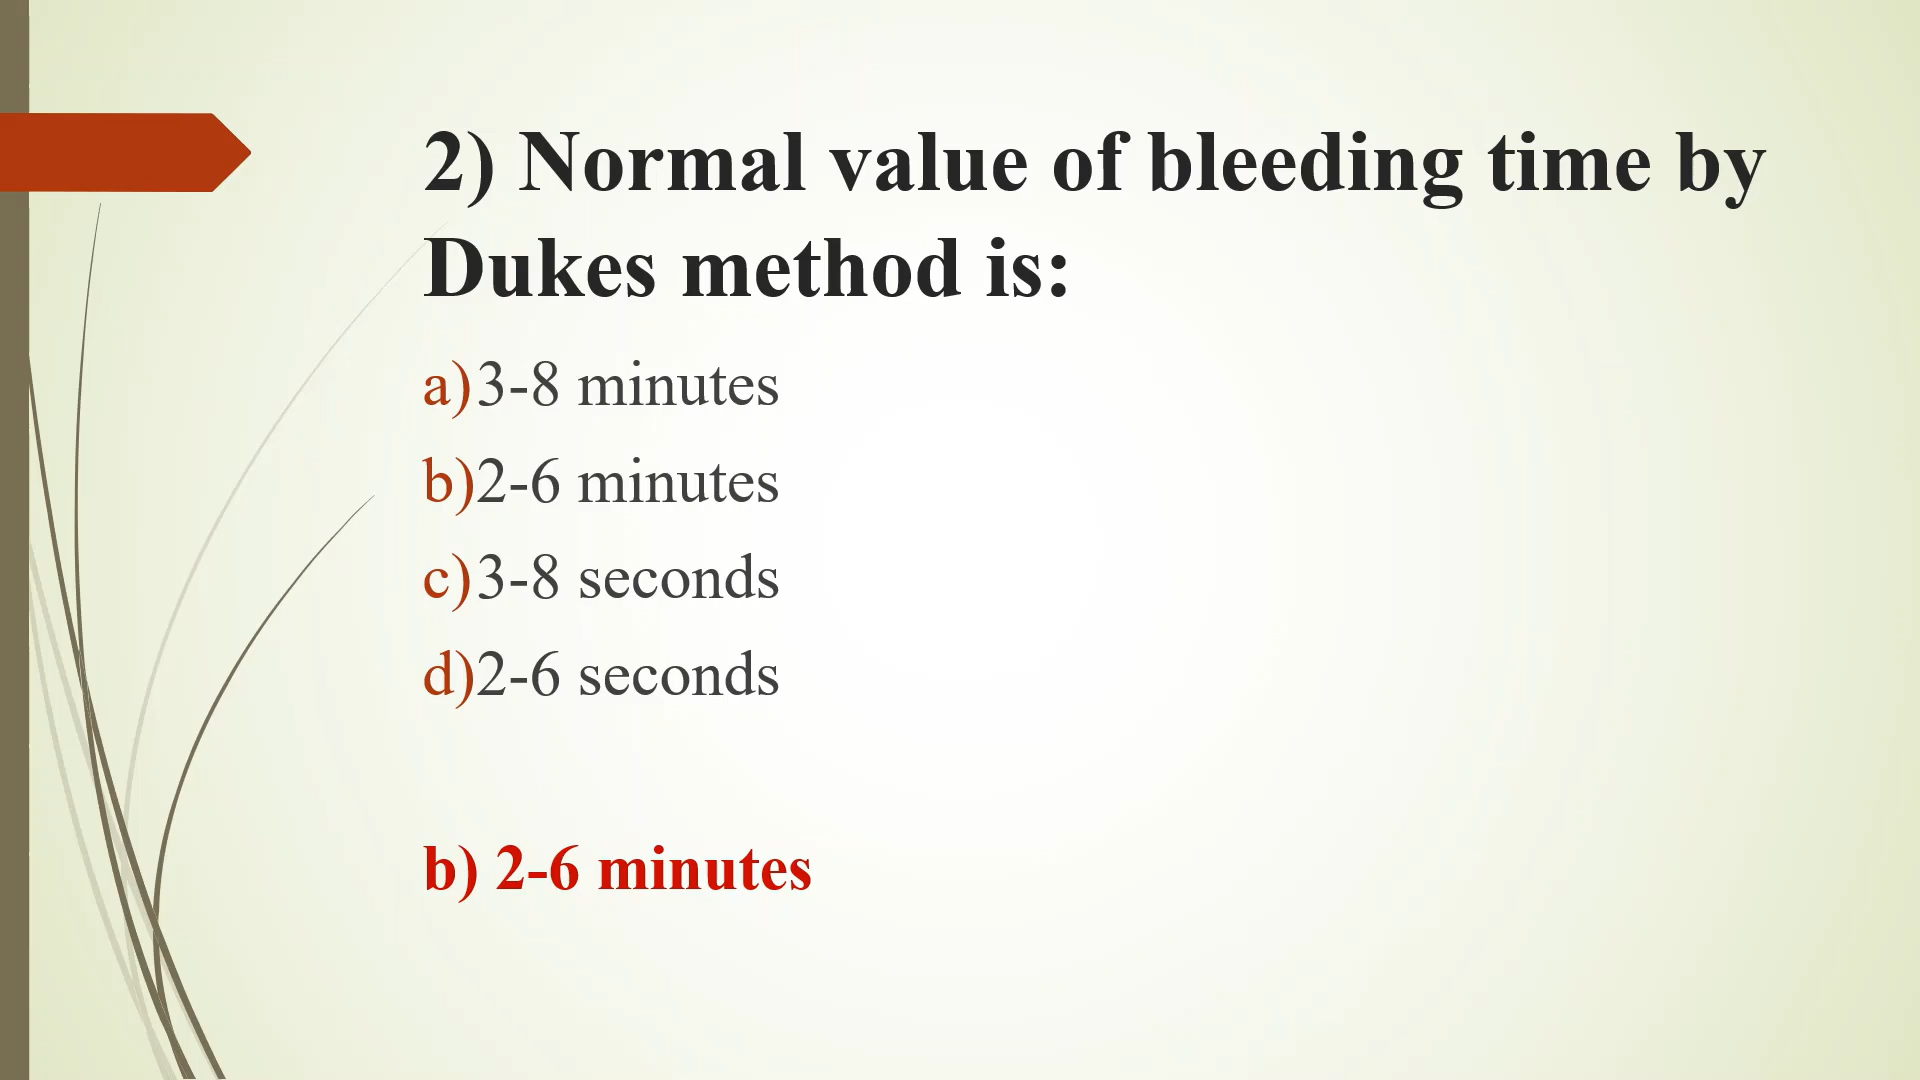 2) Normal value of bleeding time by
Dukes method is:
a) 3-8 minutes
b) 2-6 minutes
c) 3-8 seconds
d) 2-6 seconds
b) 2-6 minutes